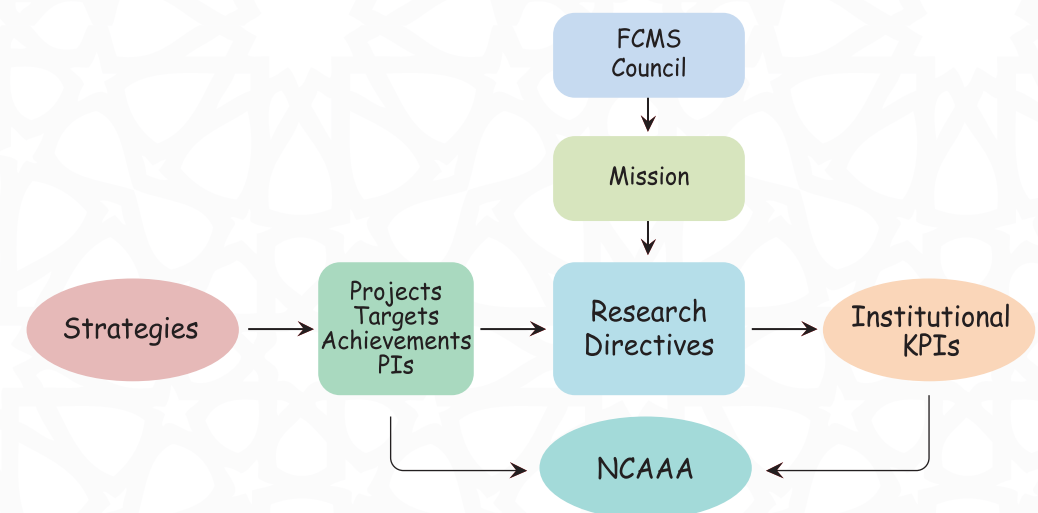 FCMS
Council
Mission
Strategies
Projects
Targets
Achievements
PIs
Research
Directives
Institutional
KPIs
NCAAA